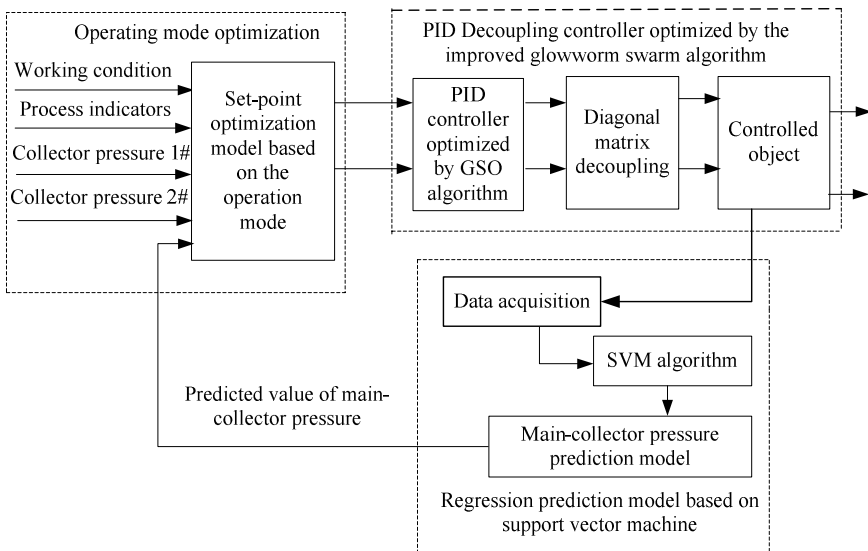 Operating mode optimization
Working condition
Process indicators
Collector pressure 1#
Collector pressure 2#
Set-point
optimization
model based on
the operation
mode
PID Decoupling controller optimized by the
improved glowworm swarm algorithm
PID
controller
optimized
by GSO
algorithm
Diagonal
matrix
decoupling
Controlled
object
Data acquisition
SVM algorithm
Main-collector pressure
prediction model
Predicted value of main-
collector pressure
Regression prediction model based on
support vector machine